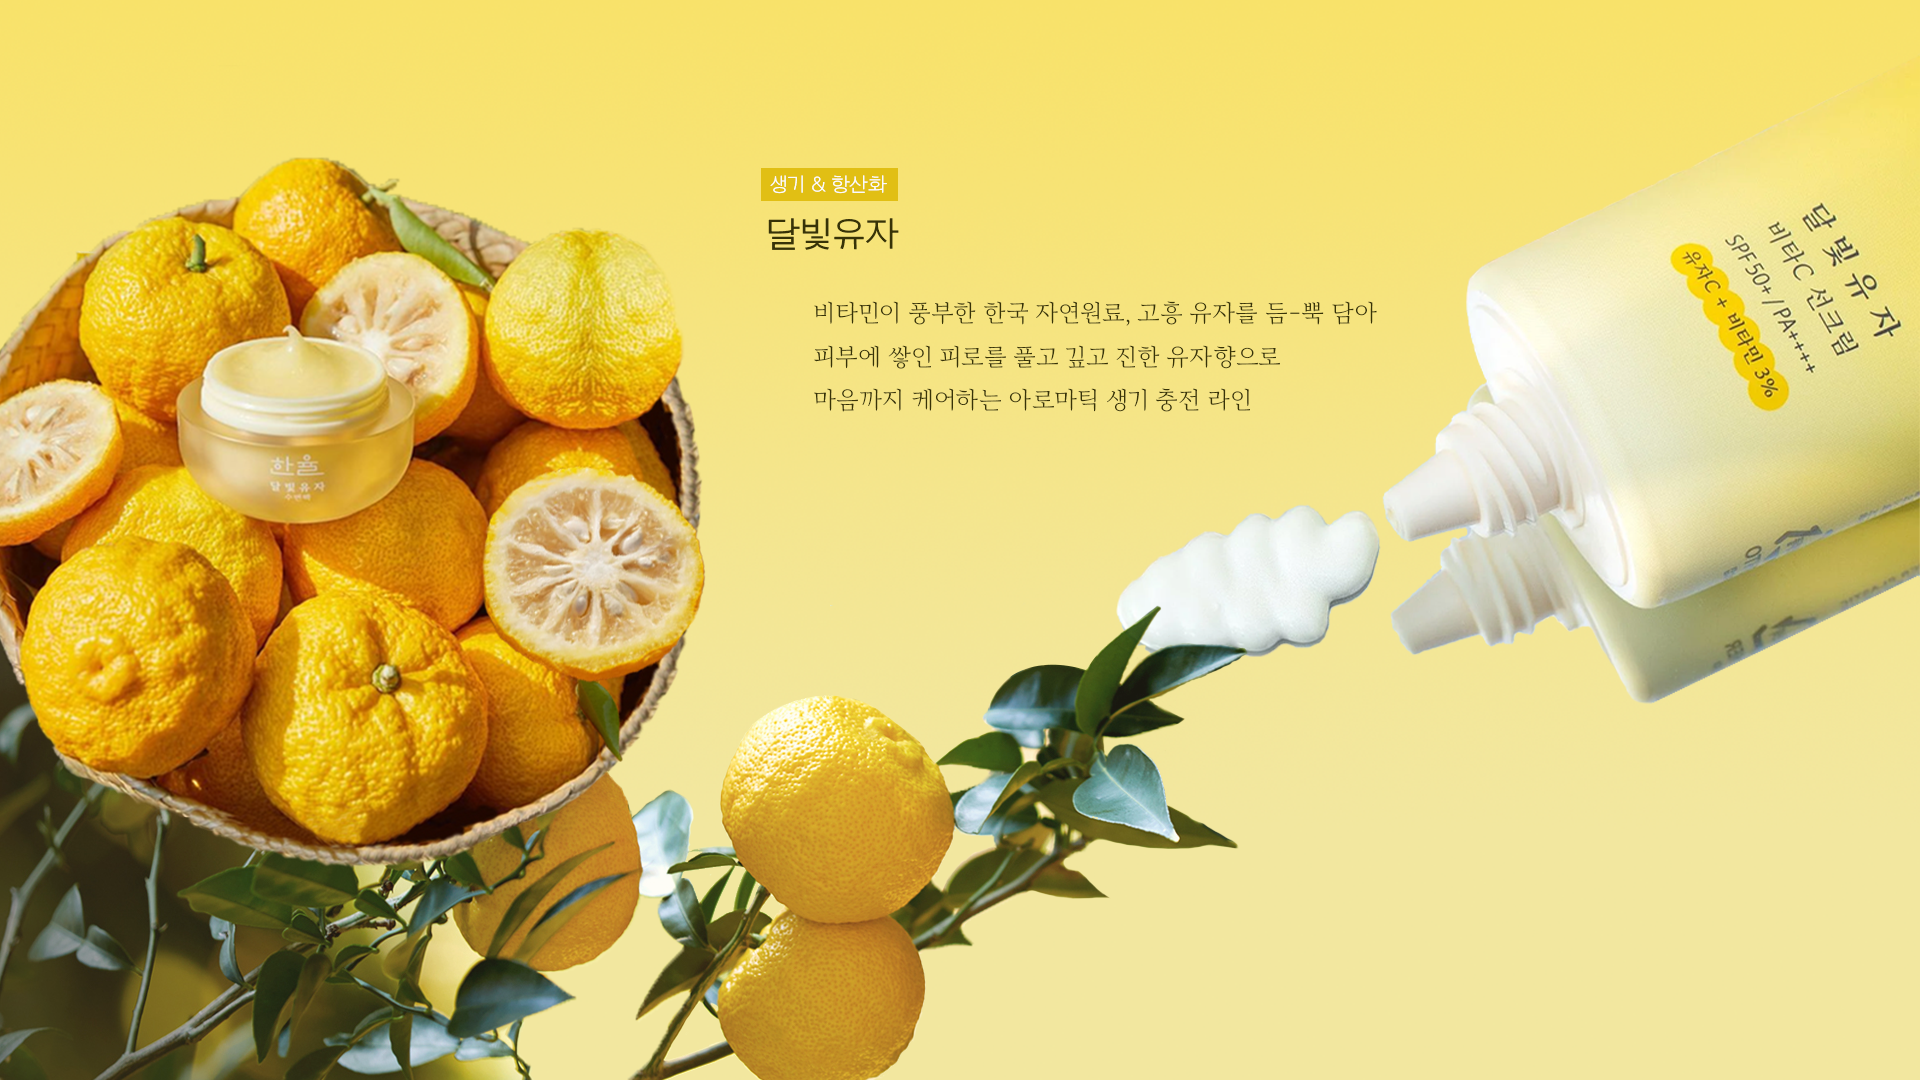 생기 & 항산화
달빛유자
비타민이 풍부한 한국 자연원료, 고흥 유자를 듬-뿍 담아
피부에 쌓인 피로를 풀고 깊고 진한 유자향으로
마음까지 케어하는 아로마틱 생기 충전 라인
한율
달빛유자
수면팩
달빛유자
비타C 선크림
SPF50+ / PA++++
유자C + 비타민 3%